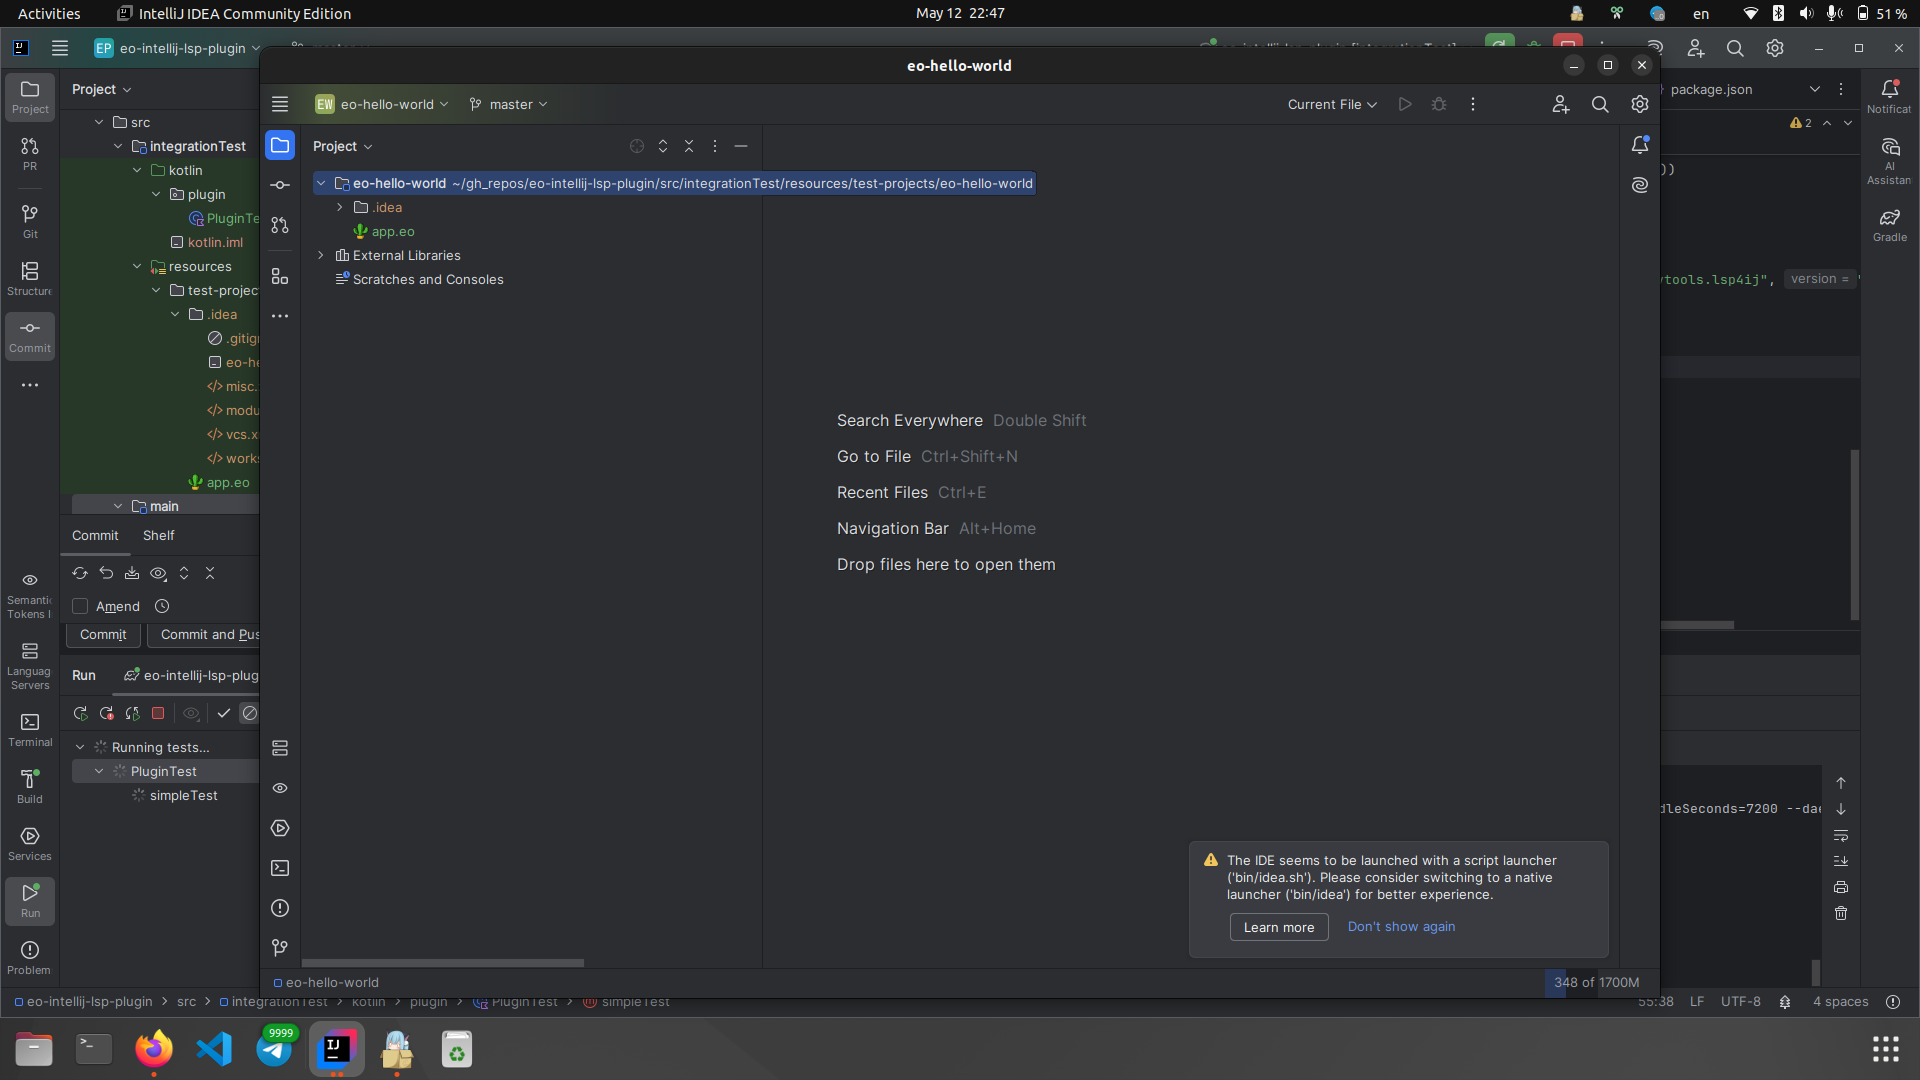 Activities
IntelliJ IDEA Community Edition
May 12 22:47
en
51 %
EP eo-intellij-lsp-plugin
eo-hello-world
EW eo-hello-world
master
Current File
Project
package.json
Notificat
2
Project
src
integrationTest
PR
kotlin
plugin
PluginTe
Git
kotlin.iml
resources
Structure
test-projec
.idea
Commit
.gitigr
eo-he
misc.
modu
vcs.x
works
app.eo
main
Project
eo-hello-world ~/gh_repos/eo-intellij-lsp-plugin/src/integrationTest/resources/test-projects/eo-hello-world
.idea
app.eo
External Libraries
Scratches and Consoles
))
AI
Assistan
Gradle
tools.lsp4ij", version = "
Search Everywhere Double Shift
Go to File Ctrl+Shift+N
Recent Files Ctrl+E
Navigation Bar Alt+Home
Drop files here to open them
Commit
Shelf
Semantic
Tokens I
Amend
Commit
Commit and Pus
Language
Servers
Run
eo-intellij-lsp-plug
Terminal
Running tests...
PluginTest
simpleTest
Build
Services
Run
Problem
dleSeconds=7200 --dae
The IDE seems to be launched with a script launcher
('bin/idea.sh'). Please consider switching to a native
launcher ('bin/idea') for better experience.
Learn more
Don't show again
eo-hello-world
348 of 1700M
eo-intellij-lsp-plugin
src
integrationTest
kotlin
plugin
PluginTest
simpleTest
55:38
LF
UTF-8
4 spaces
9999
IJ